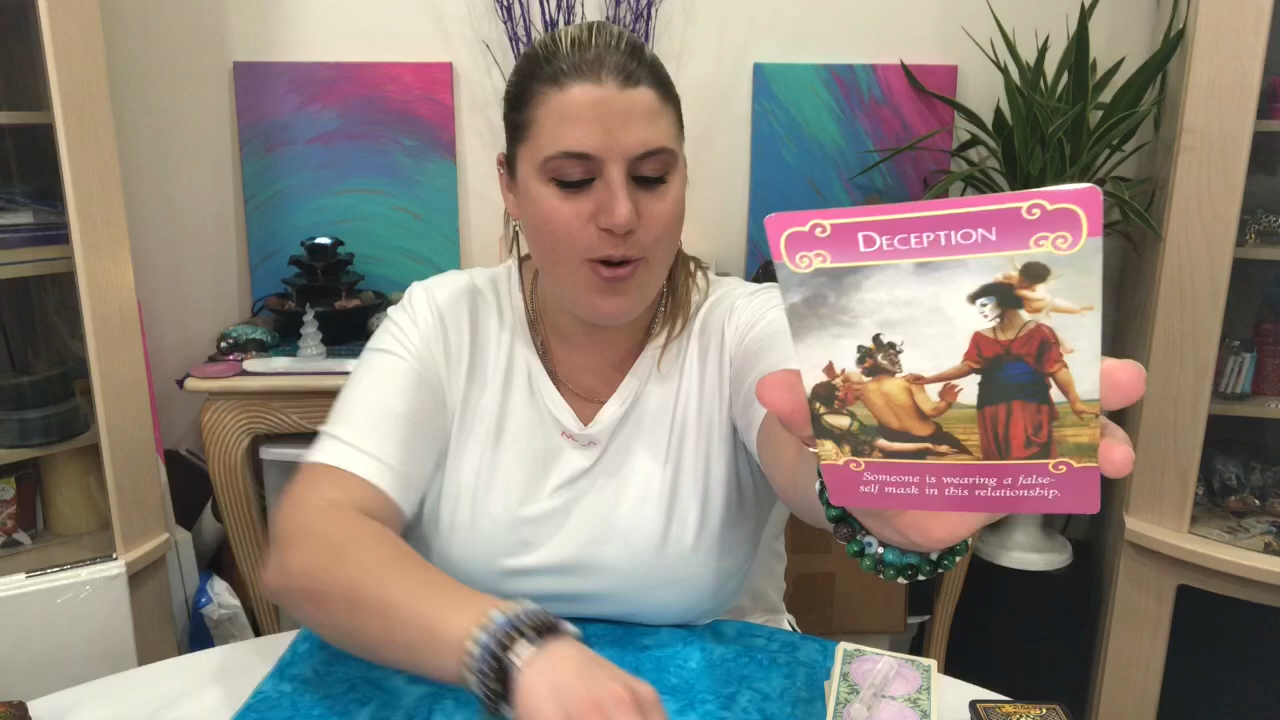 DECEPTION
SOMEONE IS WEARING A FALSE-
SELF MASK IN THIS RELATIONSHIP.